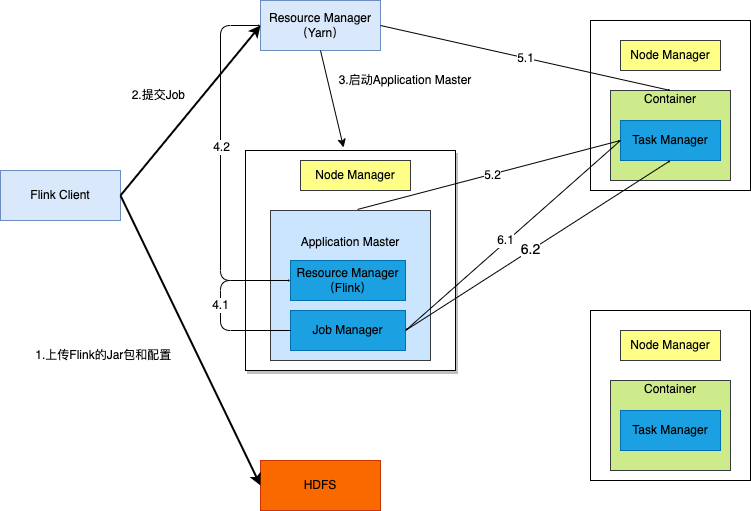 Resource Manager
（Yarn）
Node Manager
5.1
3.启动Application Master
2.提交Job
Container
Task Manager
4.2
Node Manager
5.2
Flink Client
Application Master
6.1
6.2
Resource Manager
（Flink）
4.1
Job Manager
Node Manager
1.上传Flink的Jar包和配置
Container
Task Manager
HDFS